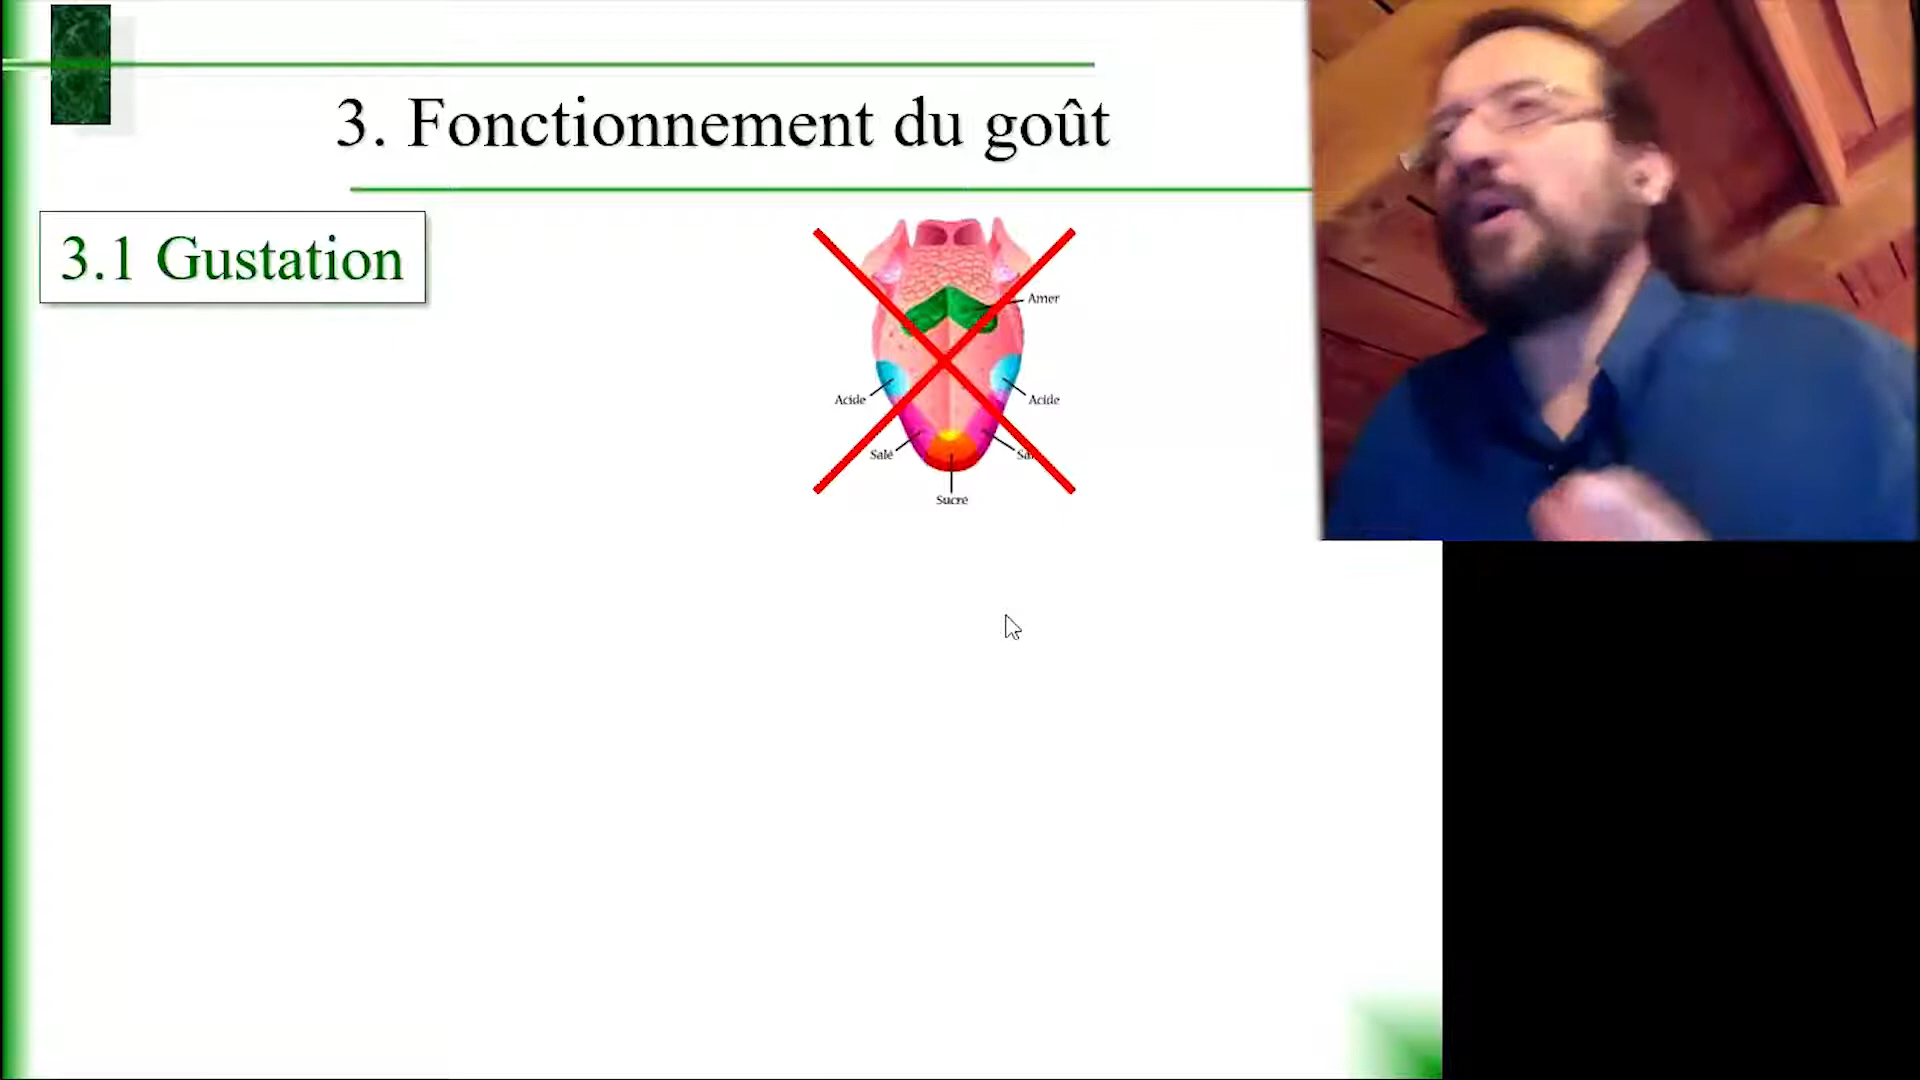 3. Fonctionnement du goût
3.1 Gustation
Amer
Acide
Acide
Salé
Sucré